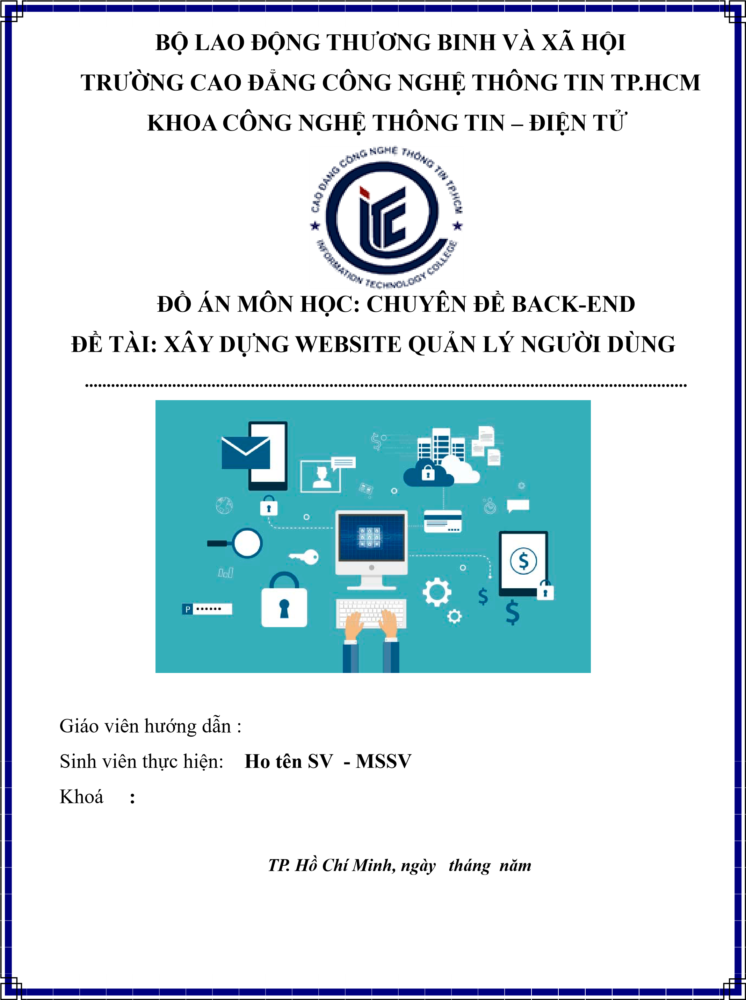 BỘ LAO ĐỘNG THƯƠNG BINH VÀ XÃ HỘI
TRƯỜNG CAO ĐẲNG CÔNG NGHỆ THÔNG TIN TP.HCM
KHOA CÔNG NGHỆ THÔNG TIN – ĐIỆN TỬ
CAO ĐẲNG CÔNG NGHỆ THÔNG TIN TP.HCM
INFORMATION TECHNOLOGY COLLEGE
ĐỒ ÁN MÔN HỌC: CHUYÊN ĐỀ BACK-END
ĐỀ TÀI: XÂY DỰNG WEBSITE QUẢN LÝ NGƯỜI DÙNG
P
Giáo viên hướng dẫn :
Sinh viên thực hiện: Ho tên SV - MSSV
Khoá :
TP. Hồ Chí Minh, ngày tháng năm